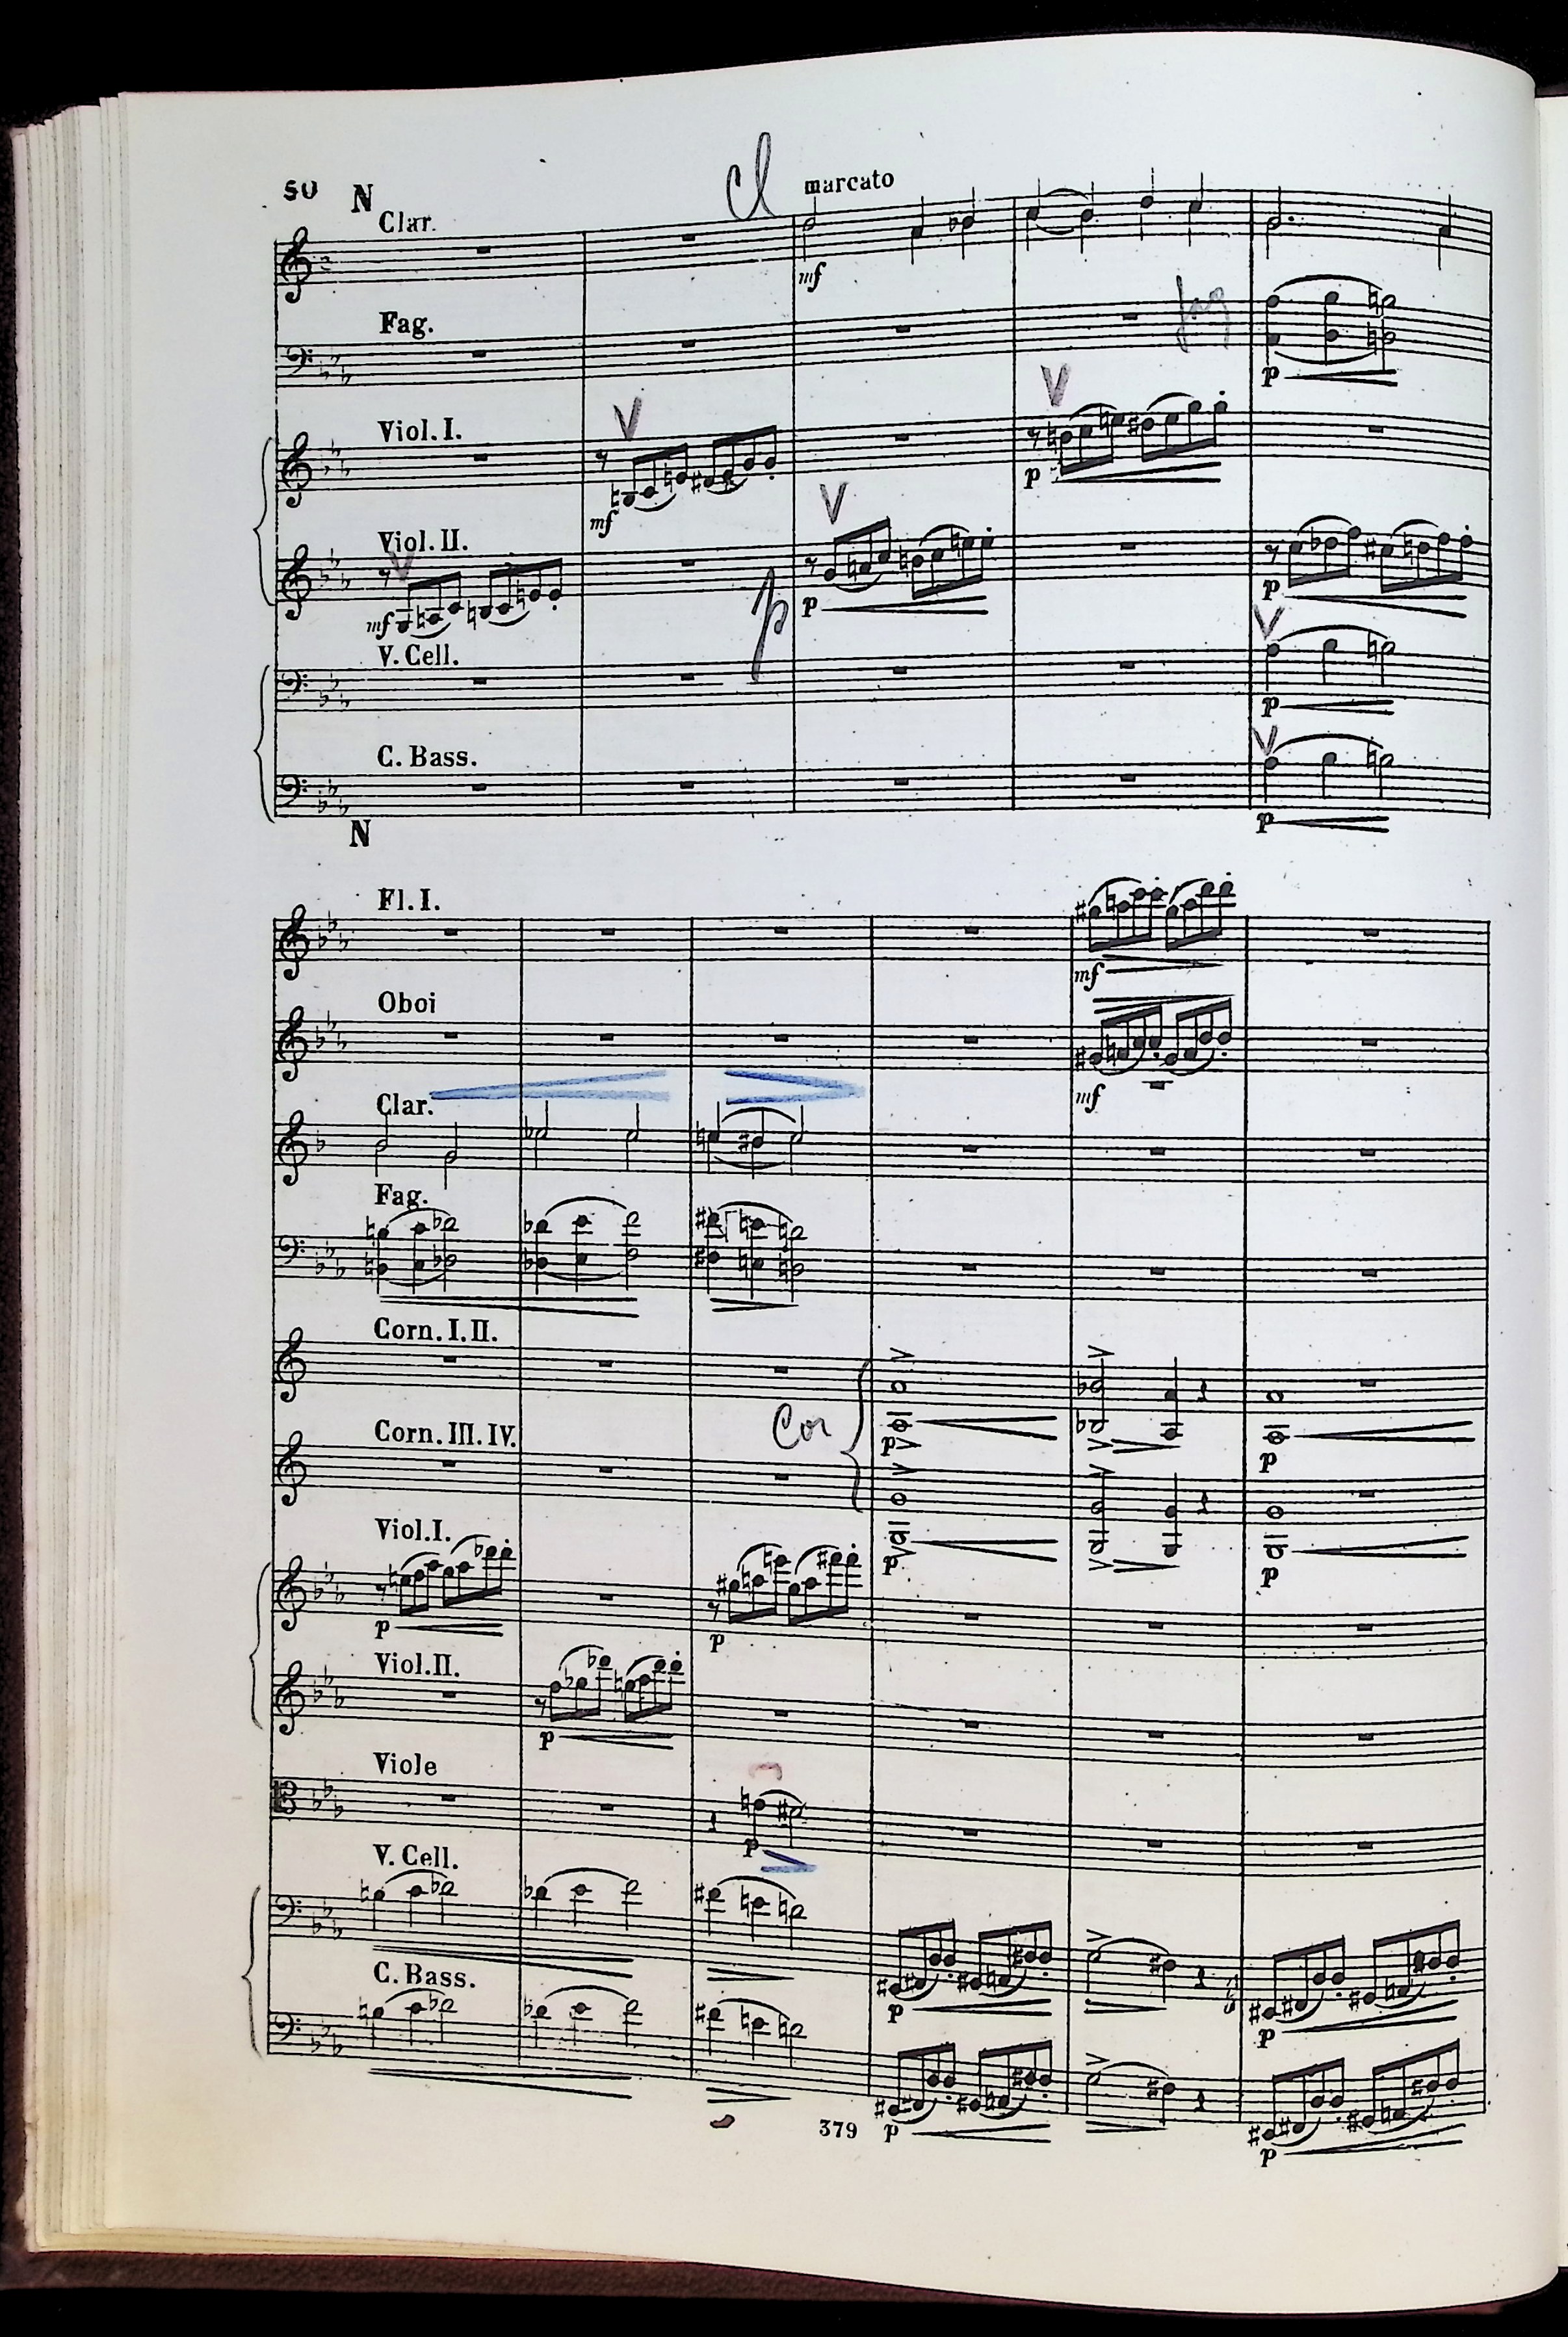 50 N
Cl marcato
Clar.
mf
Fag.
fag
p
Viol. I.
V V
mf p
Viol. II.
V V
mf p p p
V. Cell.
V
p
C. Bass.
V
p
N
Fl. I.
mf
Oboi
mf
Clar.
Fag.
Corn. I. II.
p p
Cor
Corn. III. IV.
p p
Viol. I.
p p
Viol. II.
p
Viole
p
V. Cell.
p p
C. Bass.
p p
379